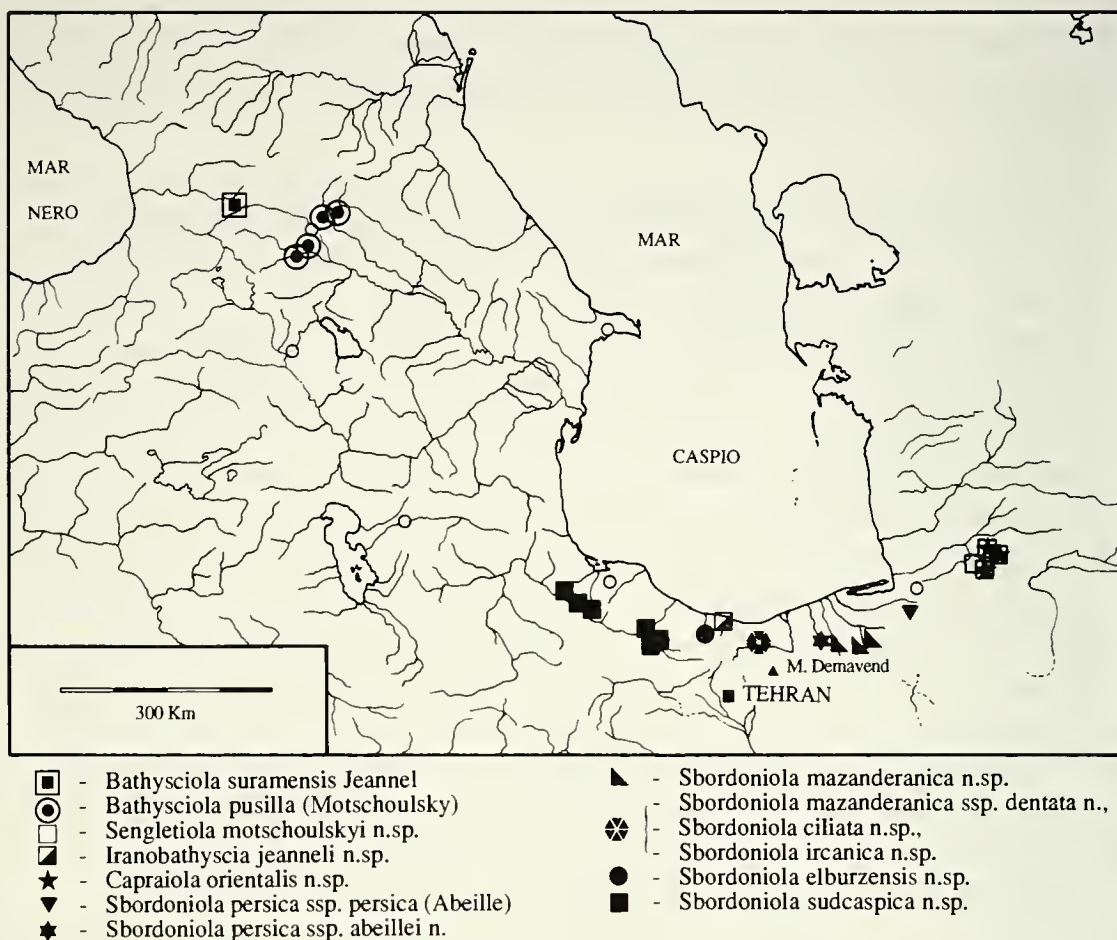 MAR
NERO
MAR
CASPIO
M. Demavend
TEHRAN
300 Km
- Bathysciola suramensis Jeannel
- Bathysciola pusilla (Motschoulsky)
- Sengletiola motschoulskyi n.sp.
- Iranobathyscia jeanneli n.sp.
- Capraiola orientalis n.sp.
- Sbordoniola persica ssp. persica (Abeille)
- Sbordoniola persica ssp. abeillei n.
- Sbordoniola mazanderanica n.sp.
Sbordoniola mazanderanica ssp. dentata n.,
- Sbordoniola ciliata n.sp.,
Sbordoniola ircanica n.sp.
- Sbordoniola elburzensis n.sp.
- Sbordoniola sudcaspica n.sp.